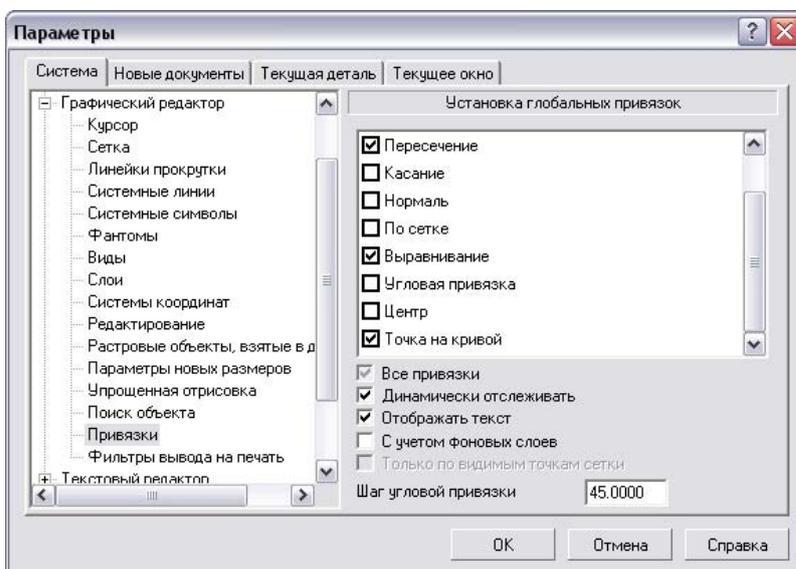 Параметры
Система Новые документы Текущая деталь Текущее окно
Графический редактор
Курсор
Сетка
Линейки прокрутки
Системные линии
Системные символы
Фантомы
Виды
Слои
Системы координат
Редактирование
Растровые объекты, взятые в д
Параметры новых размеров
Упрощенная отрисовка
Поиск объекта
Привязки
Фильтры вывода на печать
Текстовый редактор
Установка глобальных привязок
Пересечение
Касание
Нормаль
По сетке
Выравнивание
Угловая привязка
Центр
Точка на кривой
Все привязки
Динамически отслеживать
Отображать текст
С учетом фоновых слоев
Только по видимым точкам сетки
Шаг угловой привязки 45.0000
OK Отмена Справка